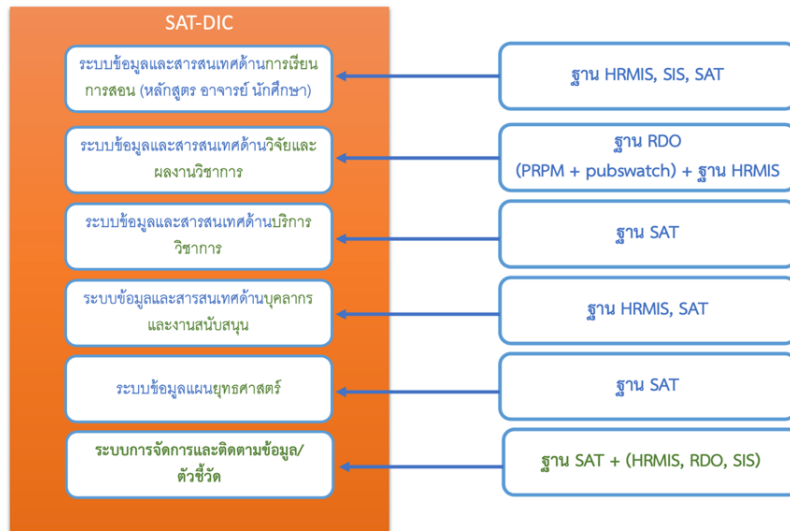 SAT-DIC
ระบบข้อมูลและสารสนเทศด้านการเรียน
การสอน (หลักสูตร อาจารย์ นักศึกษา)
ฐาน HRMIS, SIS, SAT
ระบบข้อมูลและสารสนเทศด้านวิจัยและ
ผลงานวิชาการ
ฐาน RDO
(PRPM + pubswatch) + ฐาน HRMIS
ระบบข้อมูลและสารสนเทศด้านบริการ
วิชาการ
ฐาน SAT
ระบบข้อมูลและสารสนเทศด้านบุคลากร
และงานสนับสนุน
ฐาน HRMIS, SAT
ระบบข้อมูลแผนยุทธศาสตร์
ฐาน SAT
ระบบการจัดการและติดตามข้อมูล/
ตัวชี้วัด
ฐาน SAT + (HRMIS, RDO, SIS)